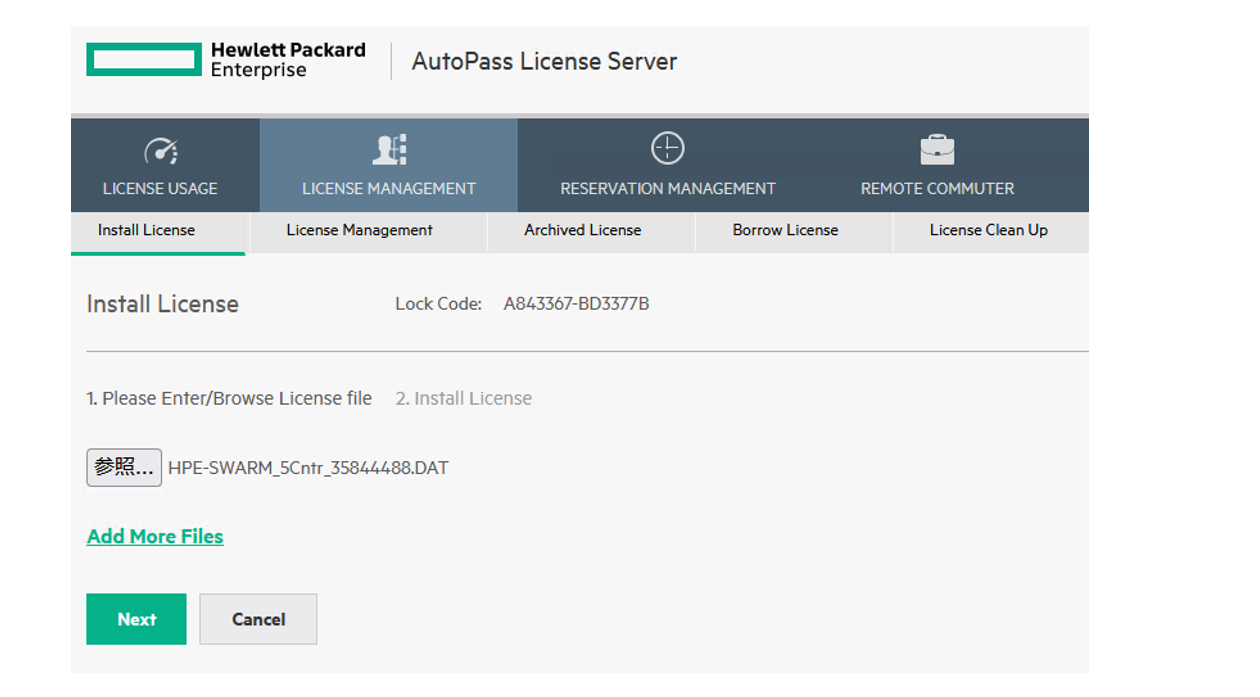 Hewlett Packard
Enterprise
AutoPass License Server
LICENSE USAGE
LICENSE MANAGEMENT
RESERVATION MANAGEMENT
REMOTE COMMUTER
Install License
License Management
Archived License
Borrow License
License Clean Up
Install License
Lock Code: A843367-BD3377B
1. Please Enter/Browse License file 2. Install License
参照... HPE-SWARM_5Cntr_35844488.DAT
Add More Files
Next
Cancel